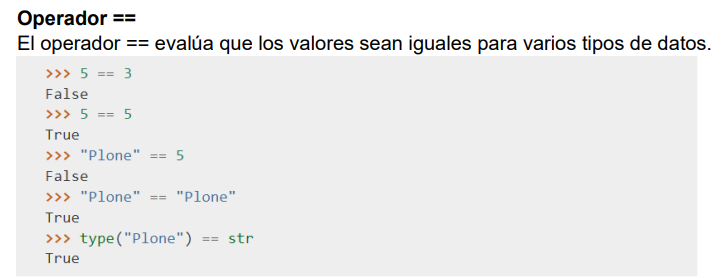 Operador ==
El operador == evalúa que los valores sean iguales para varios tipos de datos.
>>> 5 == 3
False
>>> 5 == 5
True
>>> "Plone" == 5
False
>>> "Plone" == "Plone"
True
>>> type("Plone") == str
True